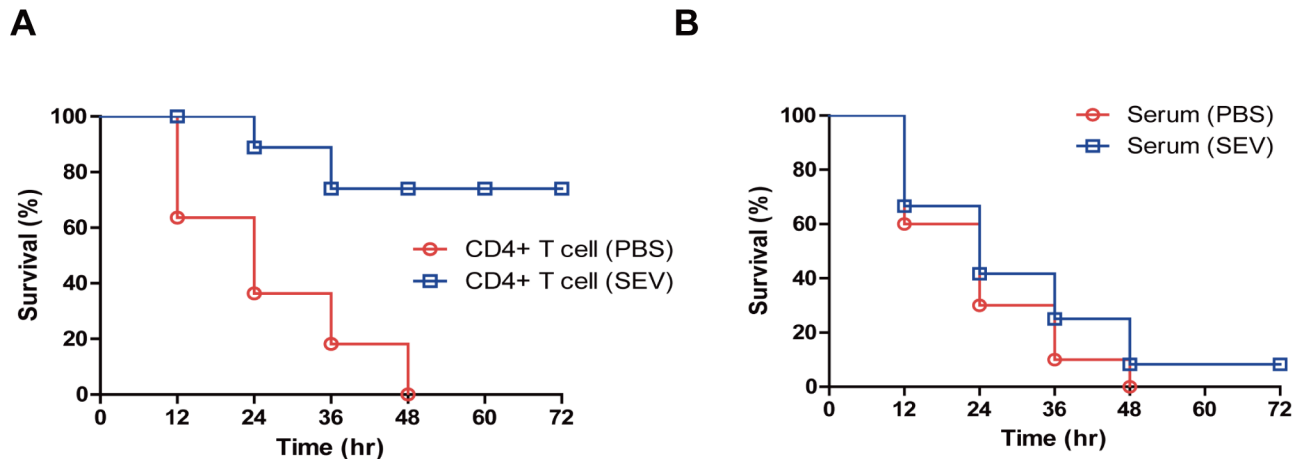 A
Survival (%)
100
80
60
40
20
0
0 12 24 36 48 60 72
Time (hr)
CD4+ T cell (PBS)
CD4+ T cell (SEV)
B
Survival (%)
100
80
60
40
20
0
0 12 24 36 48 60 72
Time (hr)
Serum (PBS)
Serum (SEV)